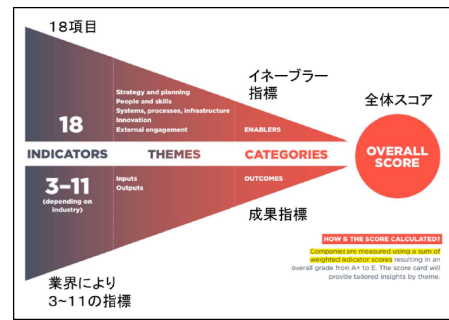 18項目
イネーブラー
指標
全体スコア
Strategy and planning
People and skills
Systems, processes, infrastructure
Innovation
External engagement
18
ENABLERS
INDICATORS
THEMES
CATEGORIES
OVERALL
SCORE
3–11
(depending on
industry)
Inputs
Outputs
OUTCOMES
成果指標
業界により
3~11の指標
HOW IS THE SCORE CALCULATED?
Companies are measured using a sum of
weighted indicator scores resulting in an
overall grade from A+ to E. The score card will
provide tailored insights by theme.